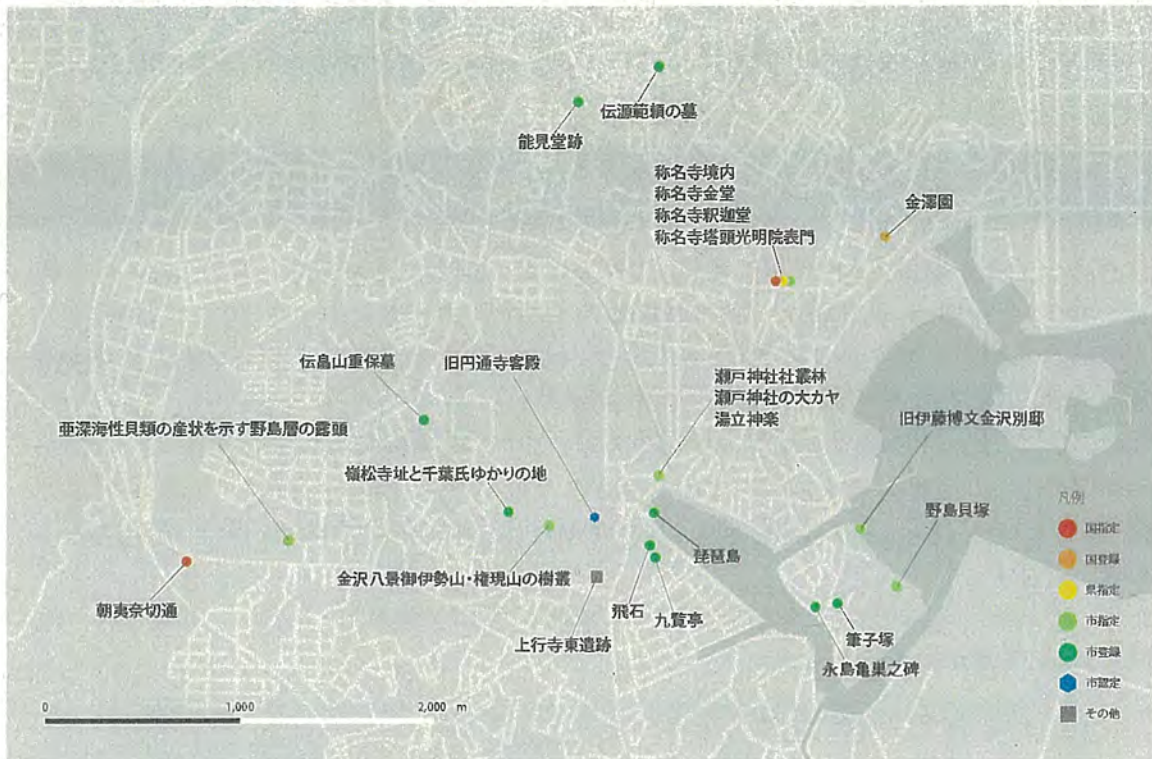 伝源範頼の墓
能見堂跡
称名寺境内
称名寺金堂
称名寺釈迦堂
称名寺塔頭光明院表門
金澤園
伝畠山重保墓
旧円通寺客殿
瀬戸神社社叢林
瀬戸神社の大カヤ
湯立神楽
旧伊藤博文金沢別邸
亜深海性貝類の産状を示す野島層の露頭
嶺松寺址と千葉氏ゆかりの地
野島貝塚
琵琶島
金沢八景御伊勢山・権現山の樹叢
朝夷奈切通
飛石
九覧亭
筆子塚
上行寺東遺跡
永島亀巣之碑
凡例
国指定
国登録
県指定
市指定
市登録
市認定
その他
0 1,000 2,000 m